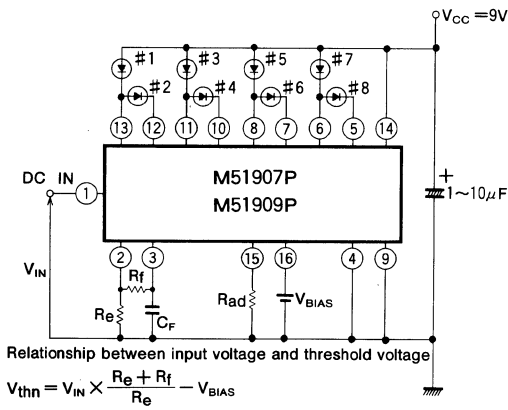 VCC = 9V
#1
#3
#5
#7
#2
#4
#6
#8
13
12
11
10
8
7
6
5
14
DC IN
1
M51907P
M51909P
+
1~10μF
VIN
2
3
15
16
4
9
Rf
Re
CF
Rad
VBIAS
Relationship between input voltage and threshold voltage
Vthn = VIN × (Re + Rf) / Re − VBIAS